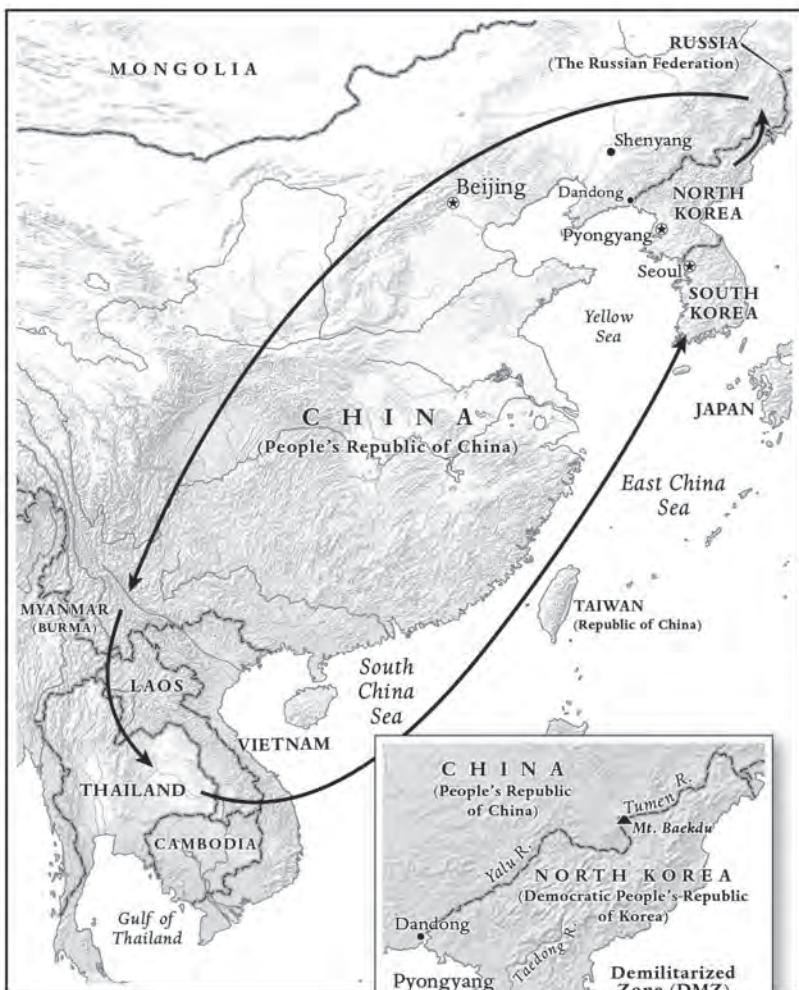 RUSSIA
(The Russian Federation)
MONGOLIA
Shenyang
Beijing
Dandong
NORTH
KOREA
Pyongyang
Seoul
SOUTH
KOREA
Yellow
Sea
CHINA
(People's Republic of China)
JAPAN
East China
Sea
MYANMAR
(BURMA)
TAIWAN
(Republic of China)
LAOS
South
China
Sea
VIETNAM
THAILAND
CAMBODIA
Gulf of
Thailand
CHINA
(People's Republic
of China)
Tumen R.
Mt. Baekdu
Yalu R.
NORTH KOREA
(Democratic People's Republic
of Korea)
Dandong
Taedong R.
Pyongyang
Demilitarized
Zone (DMZ)